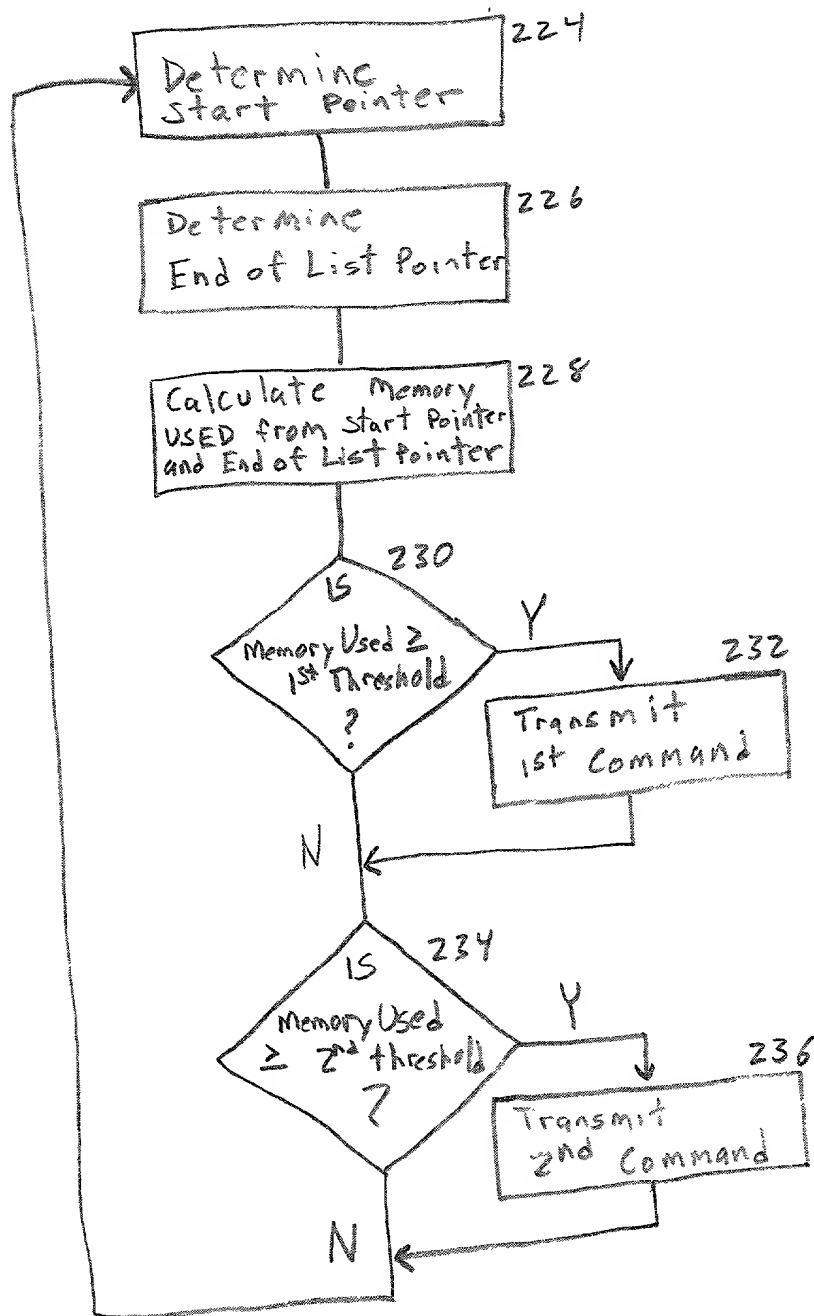 224
Determine
Start Pointer
226
Determine
End of List Pointer
228
Calculate Memory
USED from Start Pointer
and End of List Pointer
230
IS
Memory Used ≥
1st Threshold
?
Y
232
Transmit
1st Command
N
234
IS
Memory Used
≥ 2nd threshold
?
Y
236
Transmit
2nd Command
N